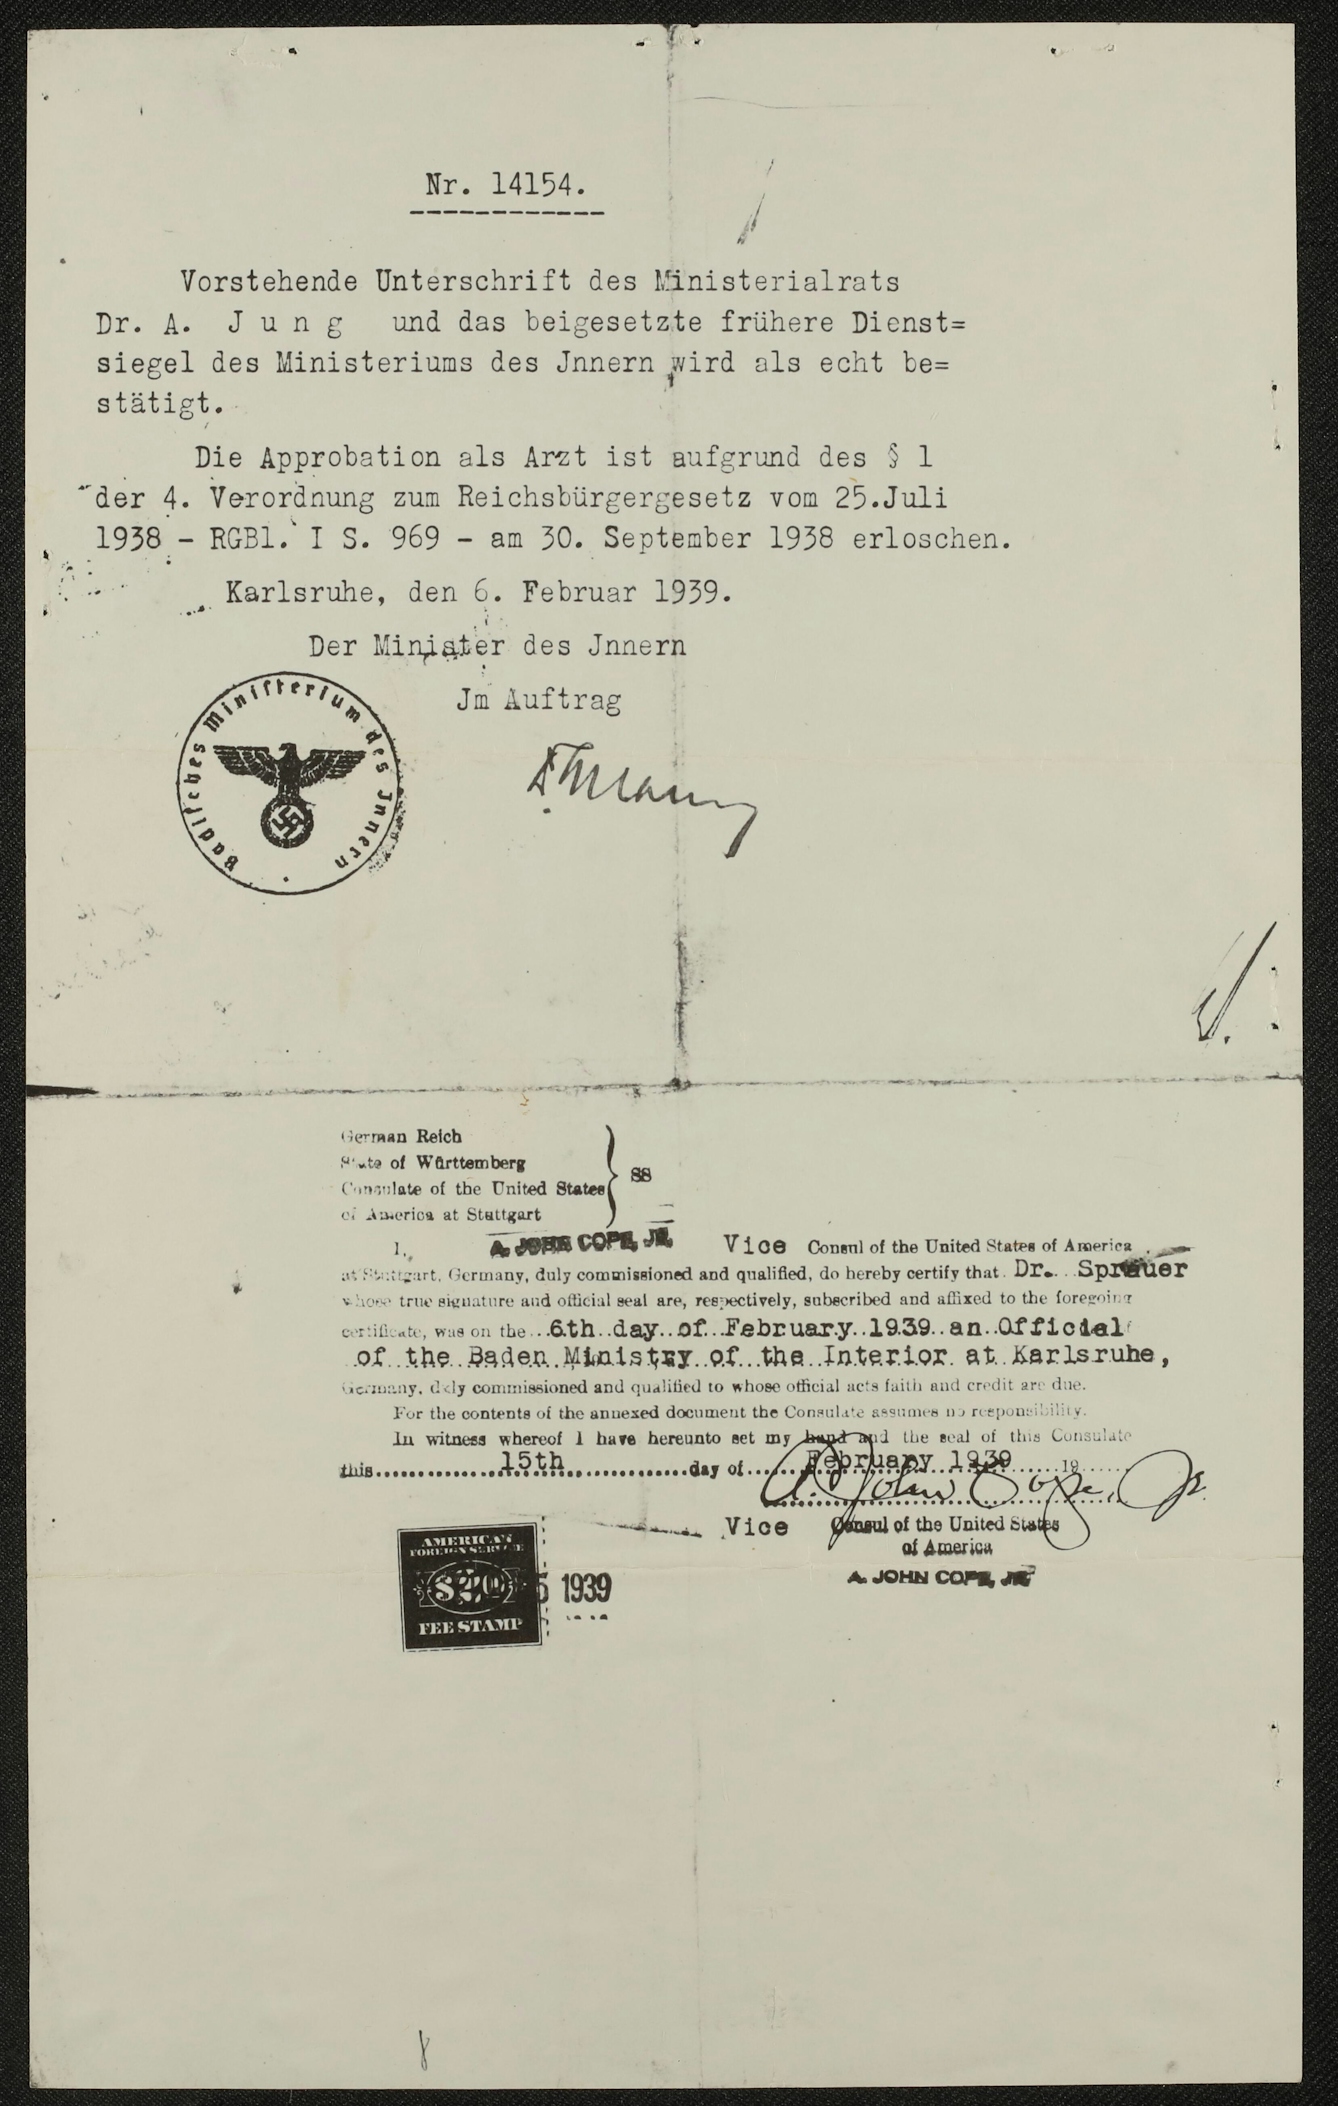 Nr. 14154.
Vorstehende Unterschrift des Ministerialrats
Dr. A. Jung und das beigesetzte frühere Dienst=
siegel des Ministeriums des Jnnern wird als echt be=
stätigt.
Die Approbation als Arzt ist aufgrund des § 1
der 4. Verordnung zum Reichsbürgergesetz vom 25.Juli
1938 - RGBl. I S. 969 - am 30. September 1938 erloschen.
Karlsruhe, den 6. Februar 1939.
Der Minister des Jnnern
Jm Auftrag
Badisches Ministerium des Innern
German Reich
State of Württemberg
Consulate of the United States
of America at Stuttgart
SS
I, A. JOHN COPE, JR. Vice Consul of the United States of America
at Stuttgart, Germany, duly commissioned and qualified, do hereby certify that Dr. Sprauer
whose true signature and official seal are, respectively, subscribed and affixed to the foregoing
certificate, was on the 6th day of February 1939 an Official
of the Baden Ministry of the Interior at Karlsruhe,
Germany, duly commissioned and qualified to whose official acts faith and credit are due.
For the contents of the annexed document the Consulate assumes no responsibility.
In witness whereof I have hereunto set my hand and the seal of this Consulate
this 15th day of February 1939 19
A. John Cope, Jr.
Vice Consul of the United States
of America
A. JOHN COPE, JR.
AMERICAN
FOREIGN SERVICE
FEE STAMP
5 1939